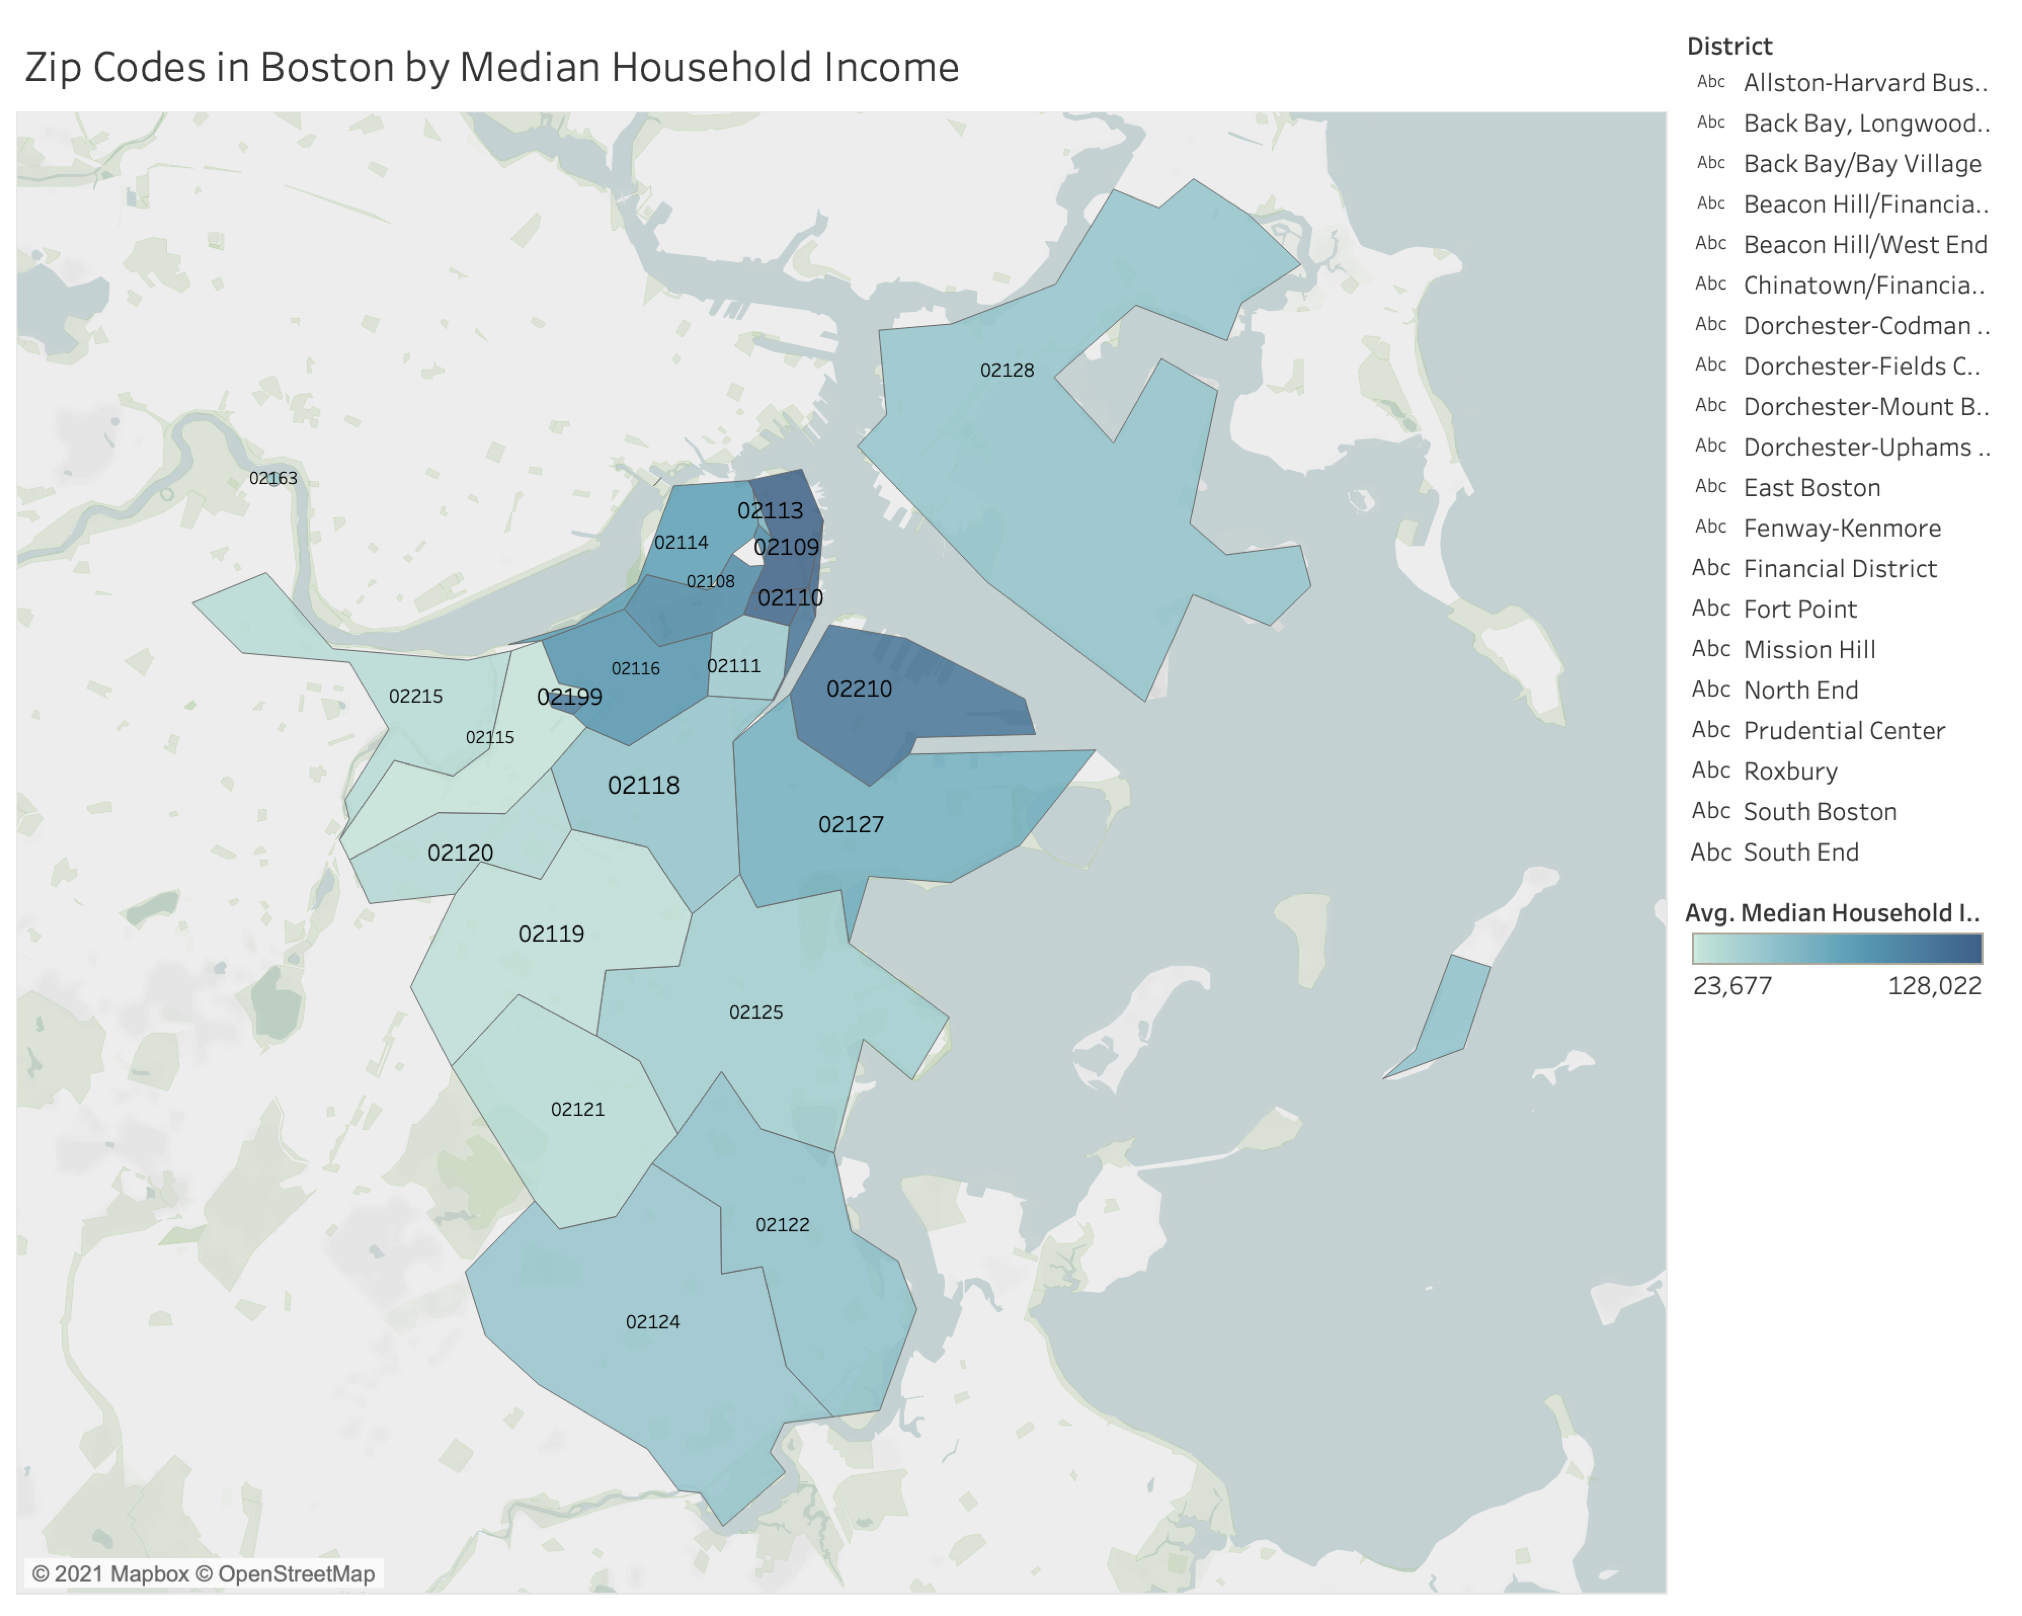 Zip Codes in Boston by Median Household Income
02128
02163
02113
02114
02109
02108
02110
02116
02111
02215
02199
02210
02115
02118
02127
02120
02119
02125
02121
02122
02124
© 2021 Mapbox © OpenStreetMap
District
Abc Allston-Harvard Bus..
Abc Back Bay, Longwood..
Abc Back Bay/Bay Village
Abc Beacon Hill/Financia..
Abc Beacon Hill/West End
Abc Chinatown/Financia..
Abc Dorchester-Codman ..
Abc Dorchester-Fields C..
Abc Dorchester-Mount B..
Abc Dorchester-Uphams ..
Abc East Boston
Abc Fenway-Kenmore
Abc Financial District
Abc Fort Point
Abc Mission Hill
Abc North End
Abc Prudential Center
Abc Roxbury
Abc South Boston
Abc South End
Avg. Median Household I..
23,677 128,022